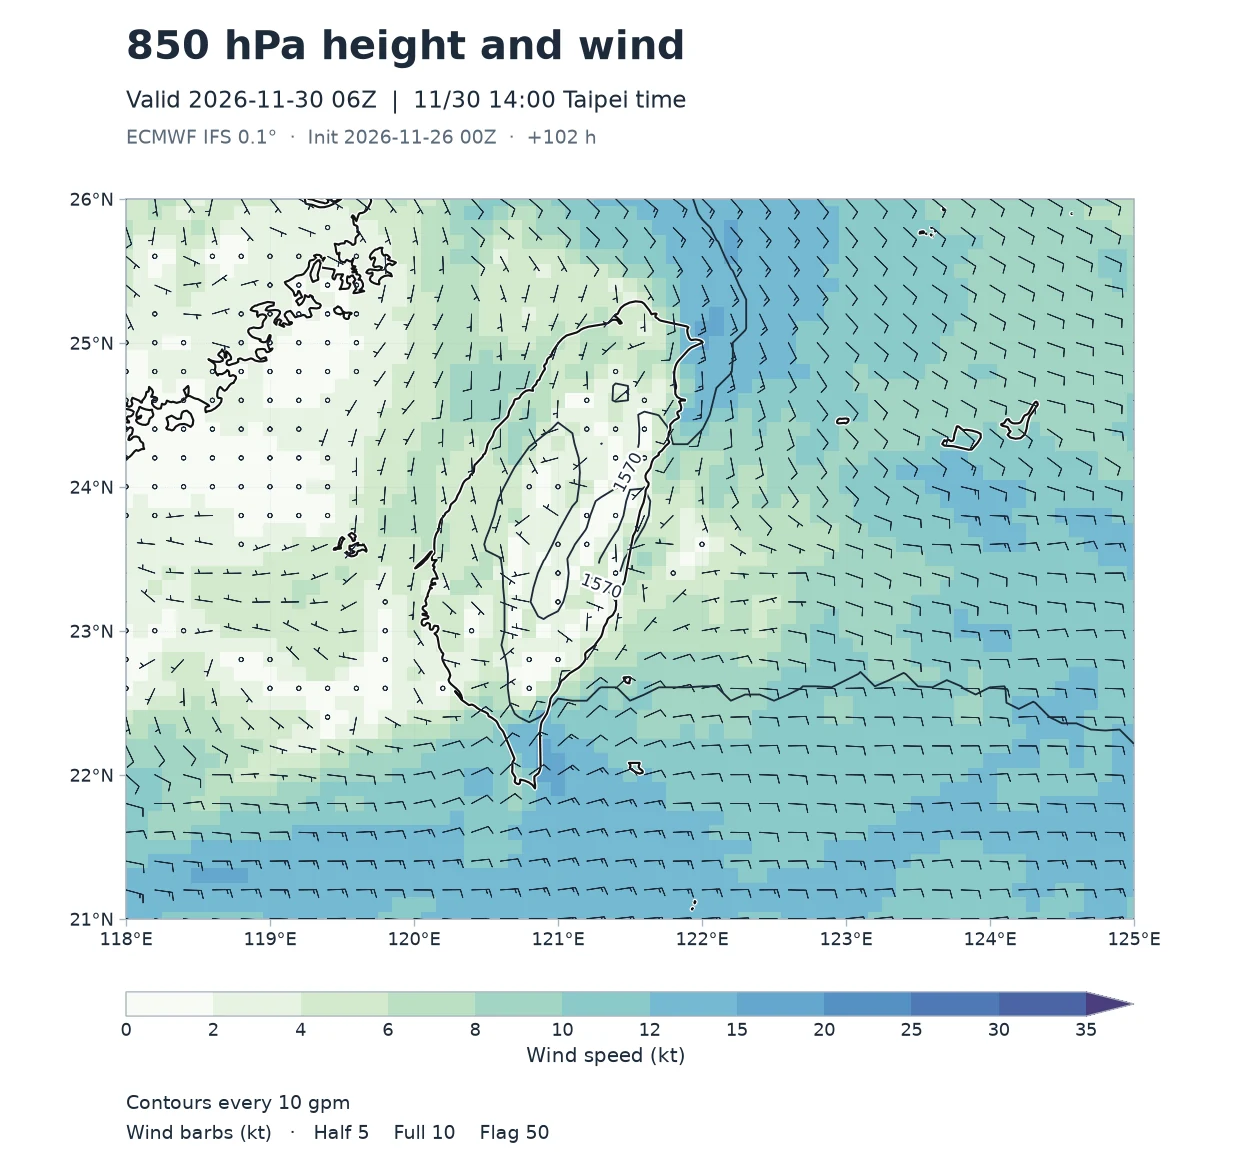 850 hPa height and wind
Valid 2026-11-30 06Z | 11/30 14:00 Taipei time
ECMWF IFS 0.1° · Init 2026-11-26 00Z · +102 h
26°N
25°N
24°N
23°N
22°N
21°N
1570
1570
118°E 119°E 120°E 121°E 122°E 123°E 124°E 125°E
0 2 4 6 8 10 12 15 20 25 30 35
Wind speed (kt)
Contours every 10 gpm
Wind barbs (kt) · Half 5 Full 10 Flag 50